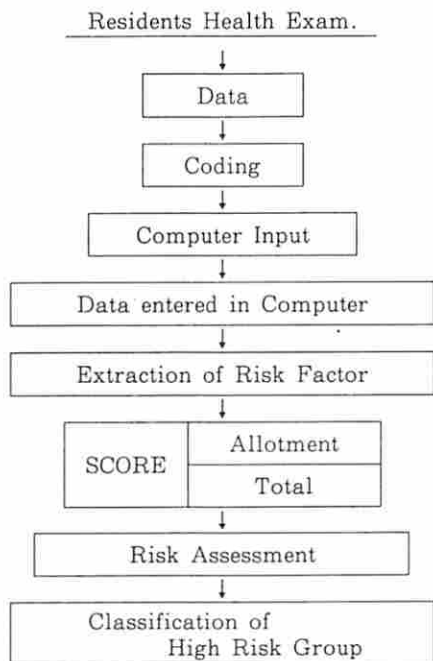 Residents Health Exam.
Data
Coding
Computer Input
Data entered in Computer
Extraction of Risk Factor
SCORE
Allotment
Total
Risk Assessment
Classification of
High Risk Group